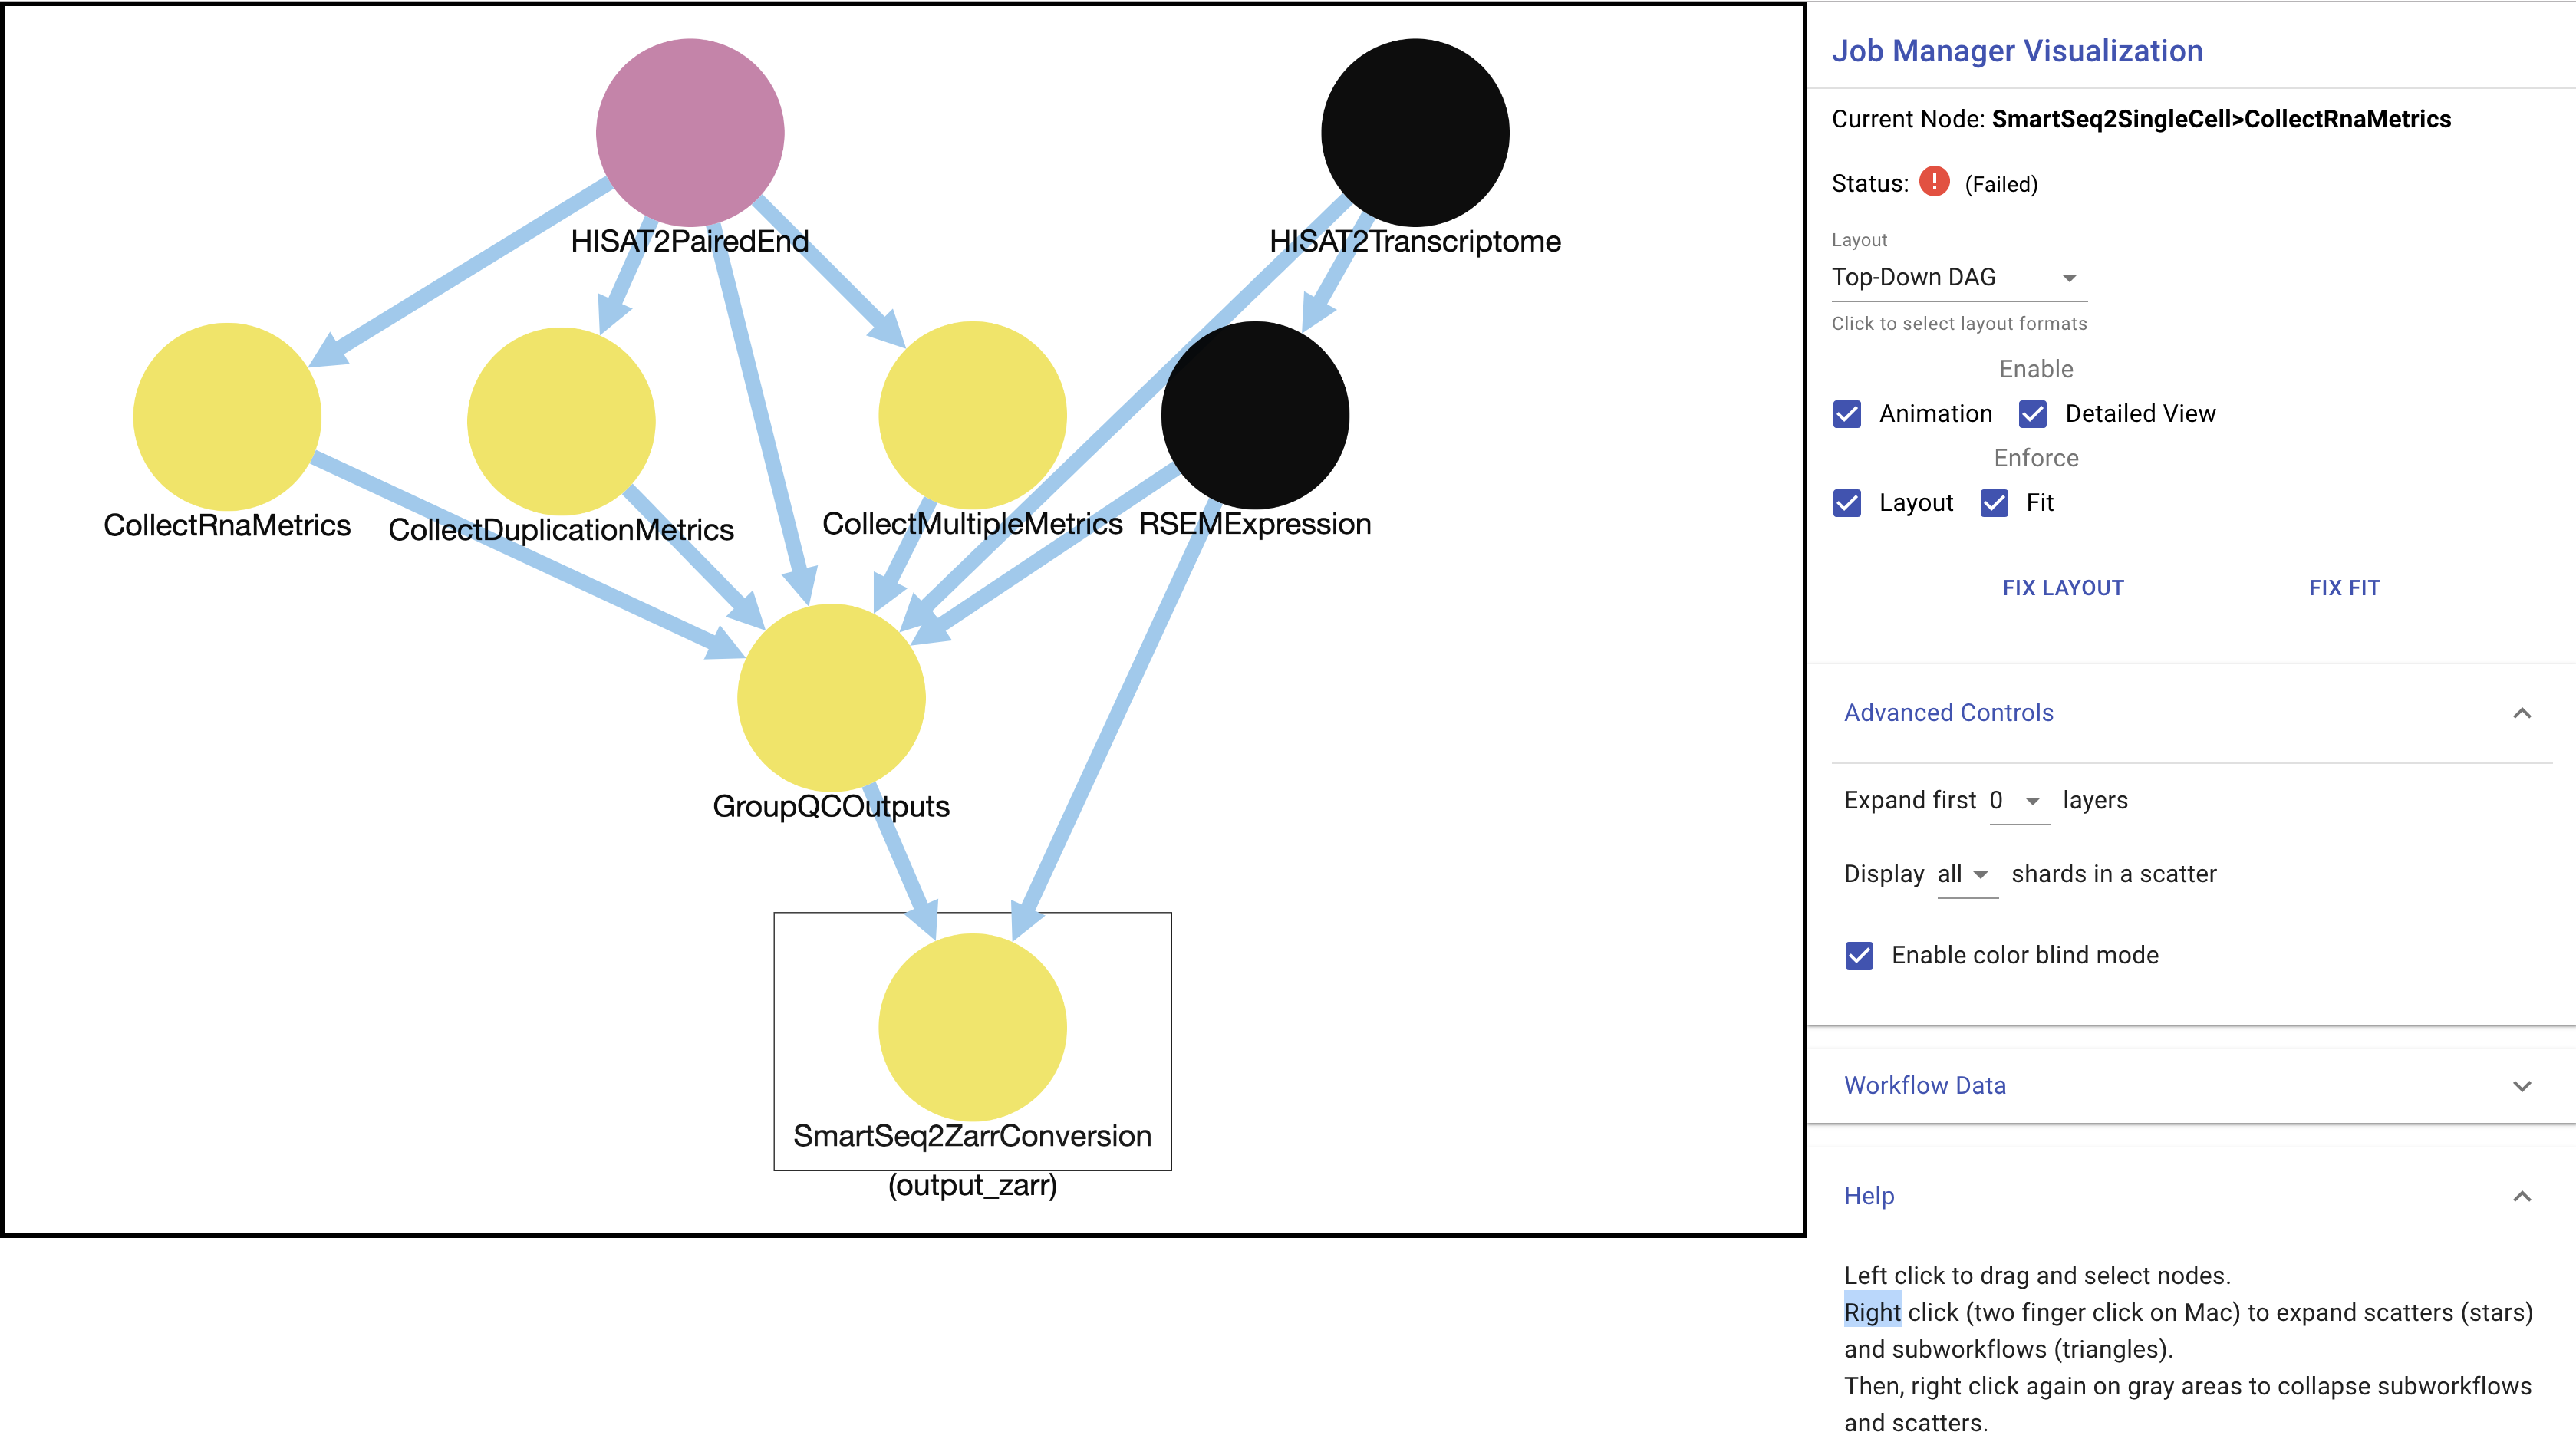 HISAT2PairedEnd
HISAT2Transcriptome
CollectRnaMetrics
CollectDuplicationMetrics
CollectMultipleMetrics
RSEMExpression
GroupQCOutputs
SmartSeq2ZarrConversion
(output_zarr)
Job Manager Visualization
Current Node: SmartSeq2SingleCell>CollectRnaMetrics
Status: ! (Failed)
Layout
Top-Down DAG
Click to select layout formats
Enable
Animation Detailed View
Enforce
Layout Fit
FIX LAYOUT FIX FIT
Advanced Controls
Expand first 0 layers
Display all shards in a scatter
Enable color blind mode
Workflow Data
Help
Left click to drag and select nodes.
Right click (two finger click on Mac) to expand scatters (stars)
and subworkflows (triangles).
Then, right click again on gray areas to collapse subworkflows
and scatters.